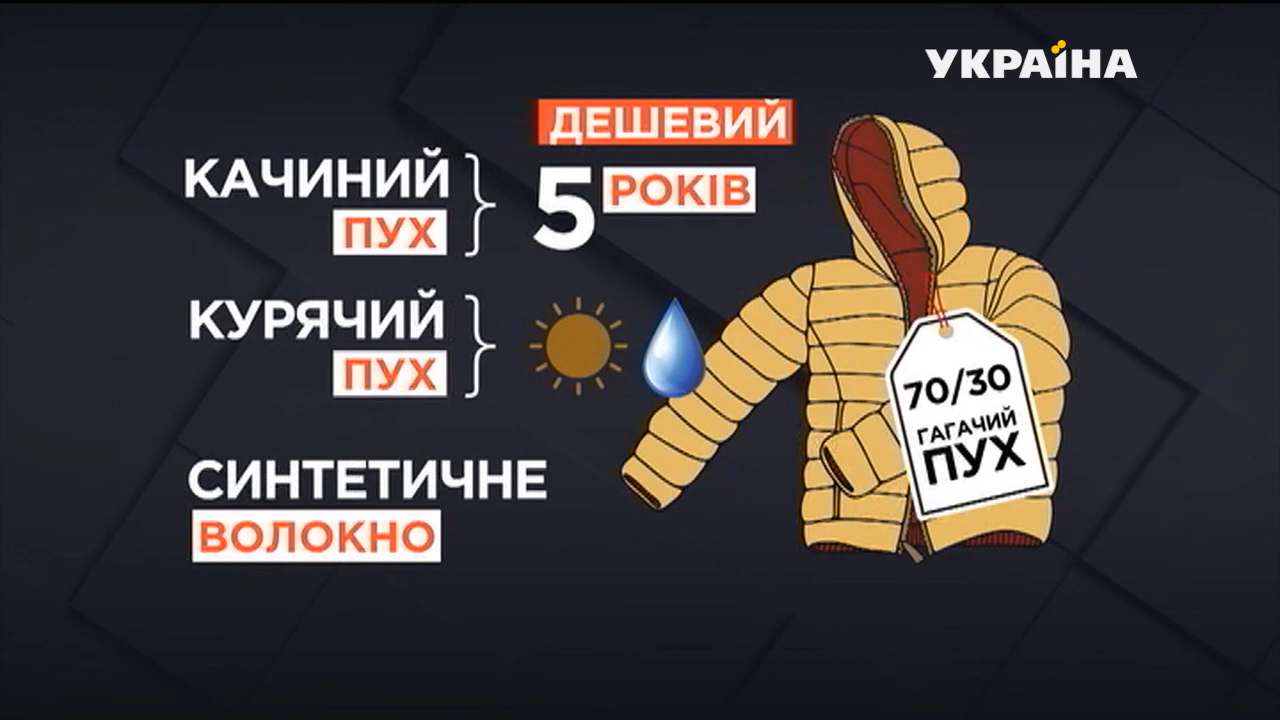 УКРАЇНА
ДЕШЕВИЙ
КАЧИНИЙ
ПУХ
5 РОКІВ
КУРЯЧИЙ
ПУХ
70/30
ГАГАЧИЙ
ПУХ
СИНТЕТИЧНЕ
ВОЛОКНО